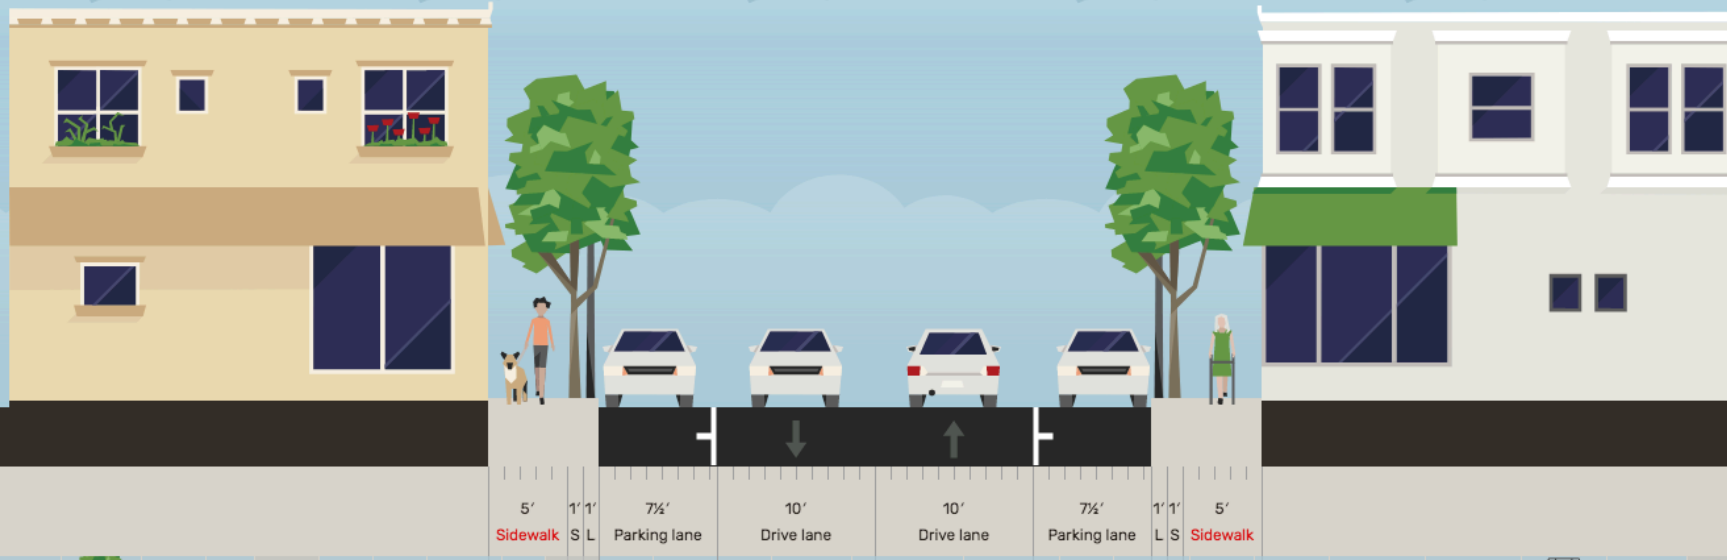 5′ 1′ 1′ 7½′ 10′ 10′ 7½′ 1′ 1′ 5′
Sidewalk S L Parking lane Drive lane Drive lane Parking lane L S Sidewalk